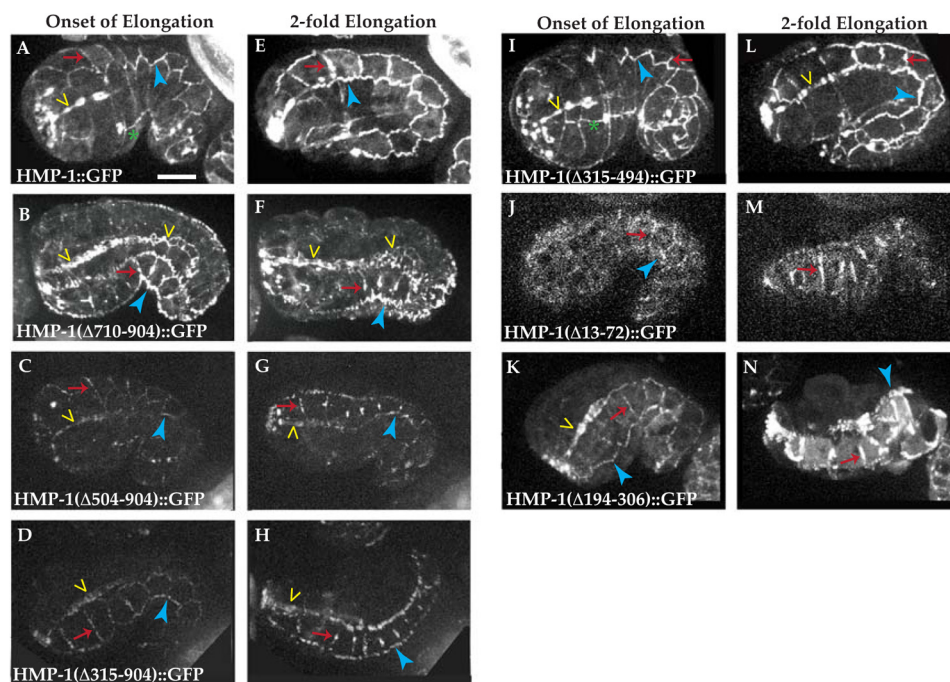 Onset of Elongation 2-fold Elongation Onset of Elongation 2-fold Elongation
A E I L
*
*
HMP-1::GFP
HMP-1(Δ315-494)::GFP
B F J M
HMP-1(Δ710-904)::GFP
HMP-1(Δ13-72)::GFP
C G K N
HMP-1(Δ504-904)::GFP
HMP-1(Δ194-306)::GFP
D H
HMP-1(Δ315-904)::GFP